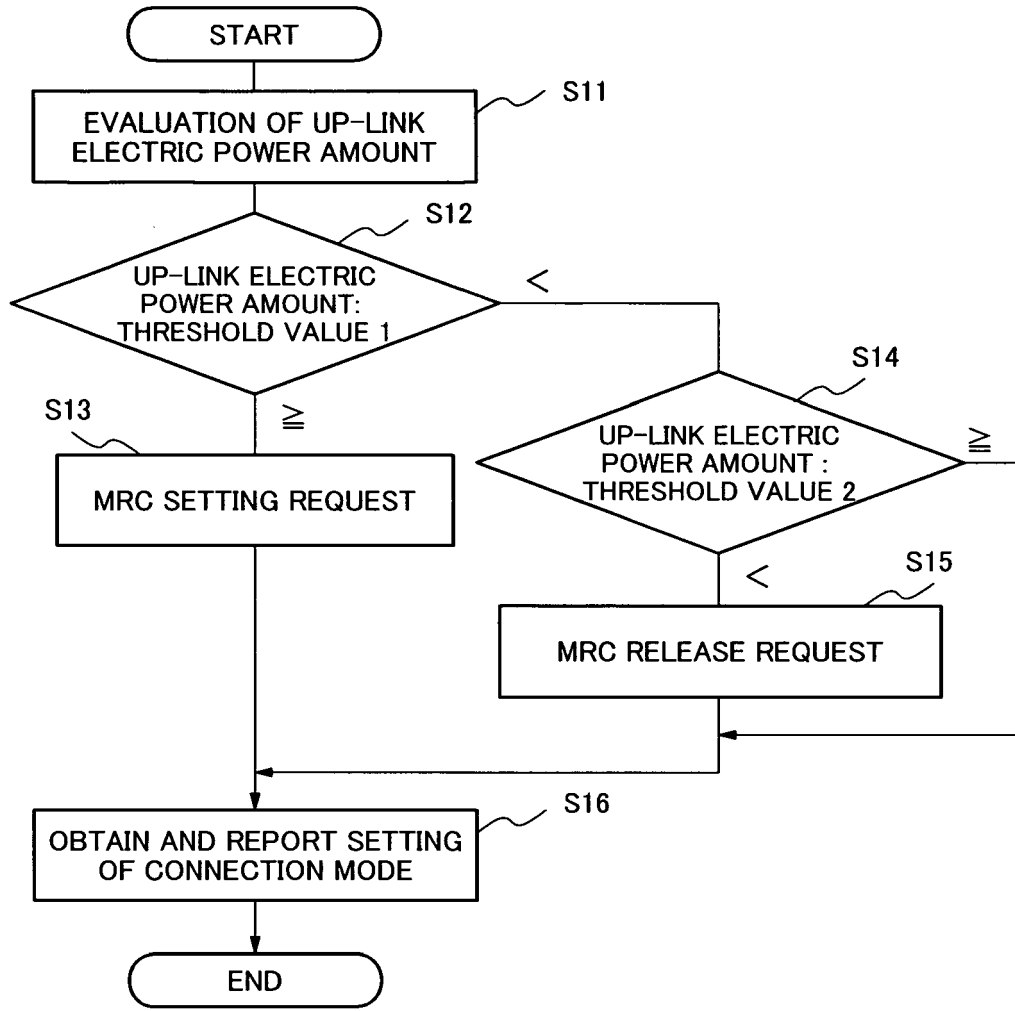 START
S11
EVALUATION OF UP-LINK
ELECTRIC POWER AMOUNT
S12
UP-LINK ELECTRIC
POWER AMOUNT:
THRESHOLD VALUE 1
<
S14
S13
≧
UP-LINK ELECTRIC
POWER AMOUNT :
THRESHOLD VALUE 2
≧
MRC SETTING REQUEST
<
S15
MRC RELEASE REQUEST
S16
OBTAIN AND REPORT SETTING
OF CONNECTION MODE
END